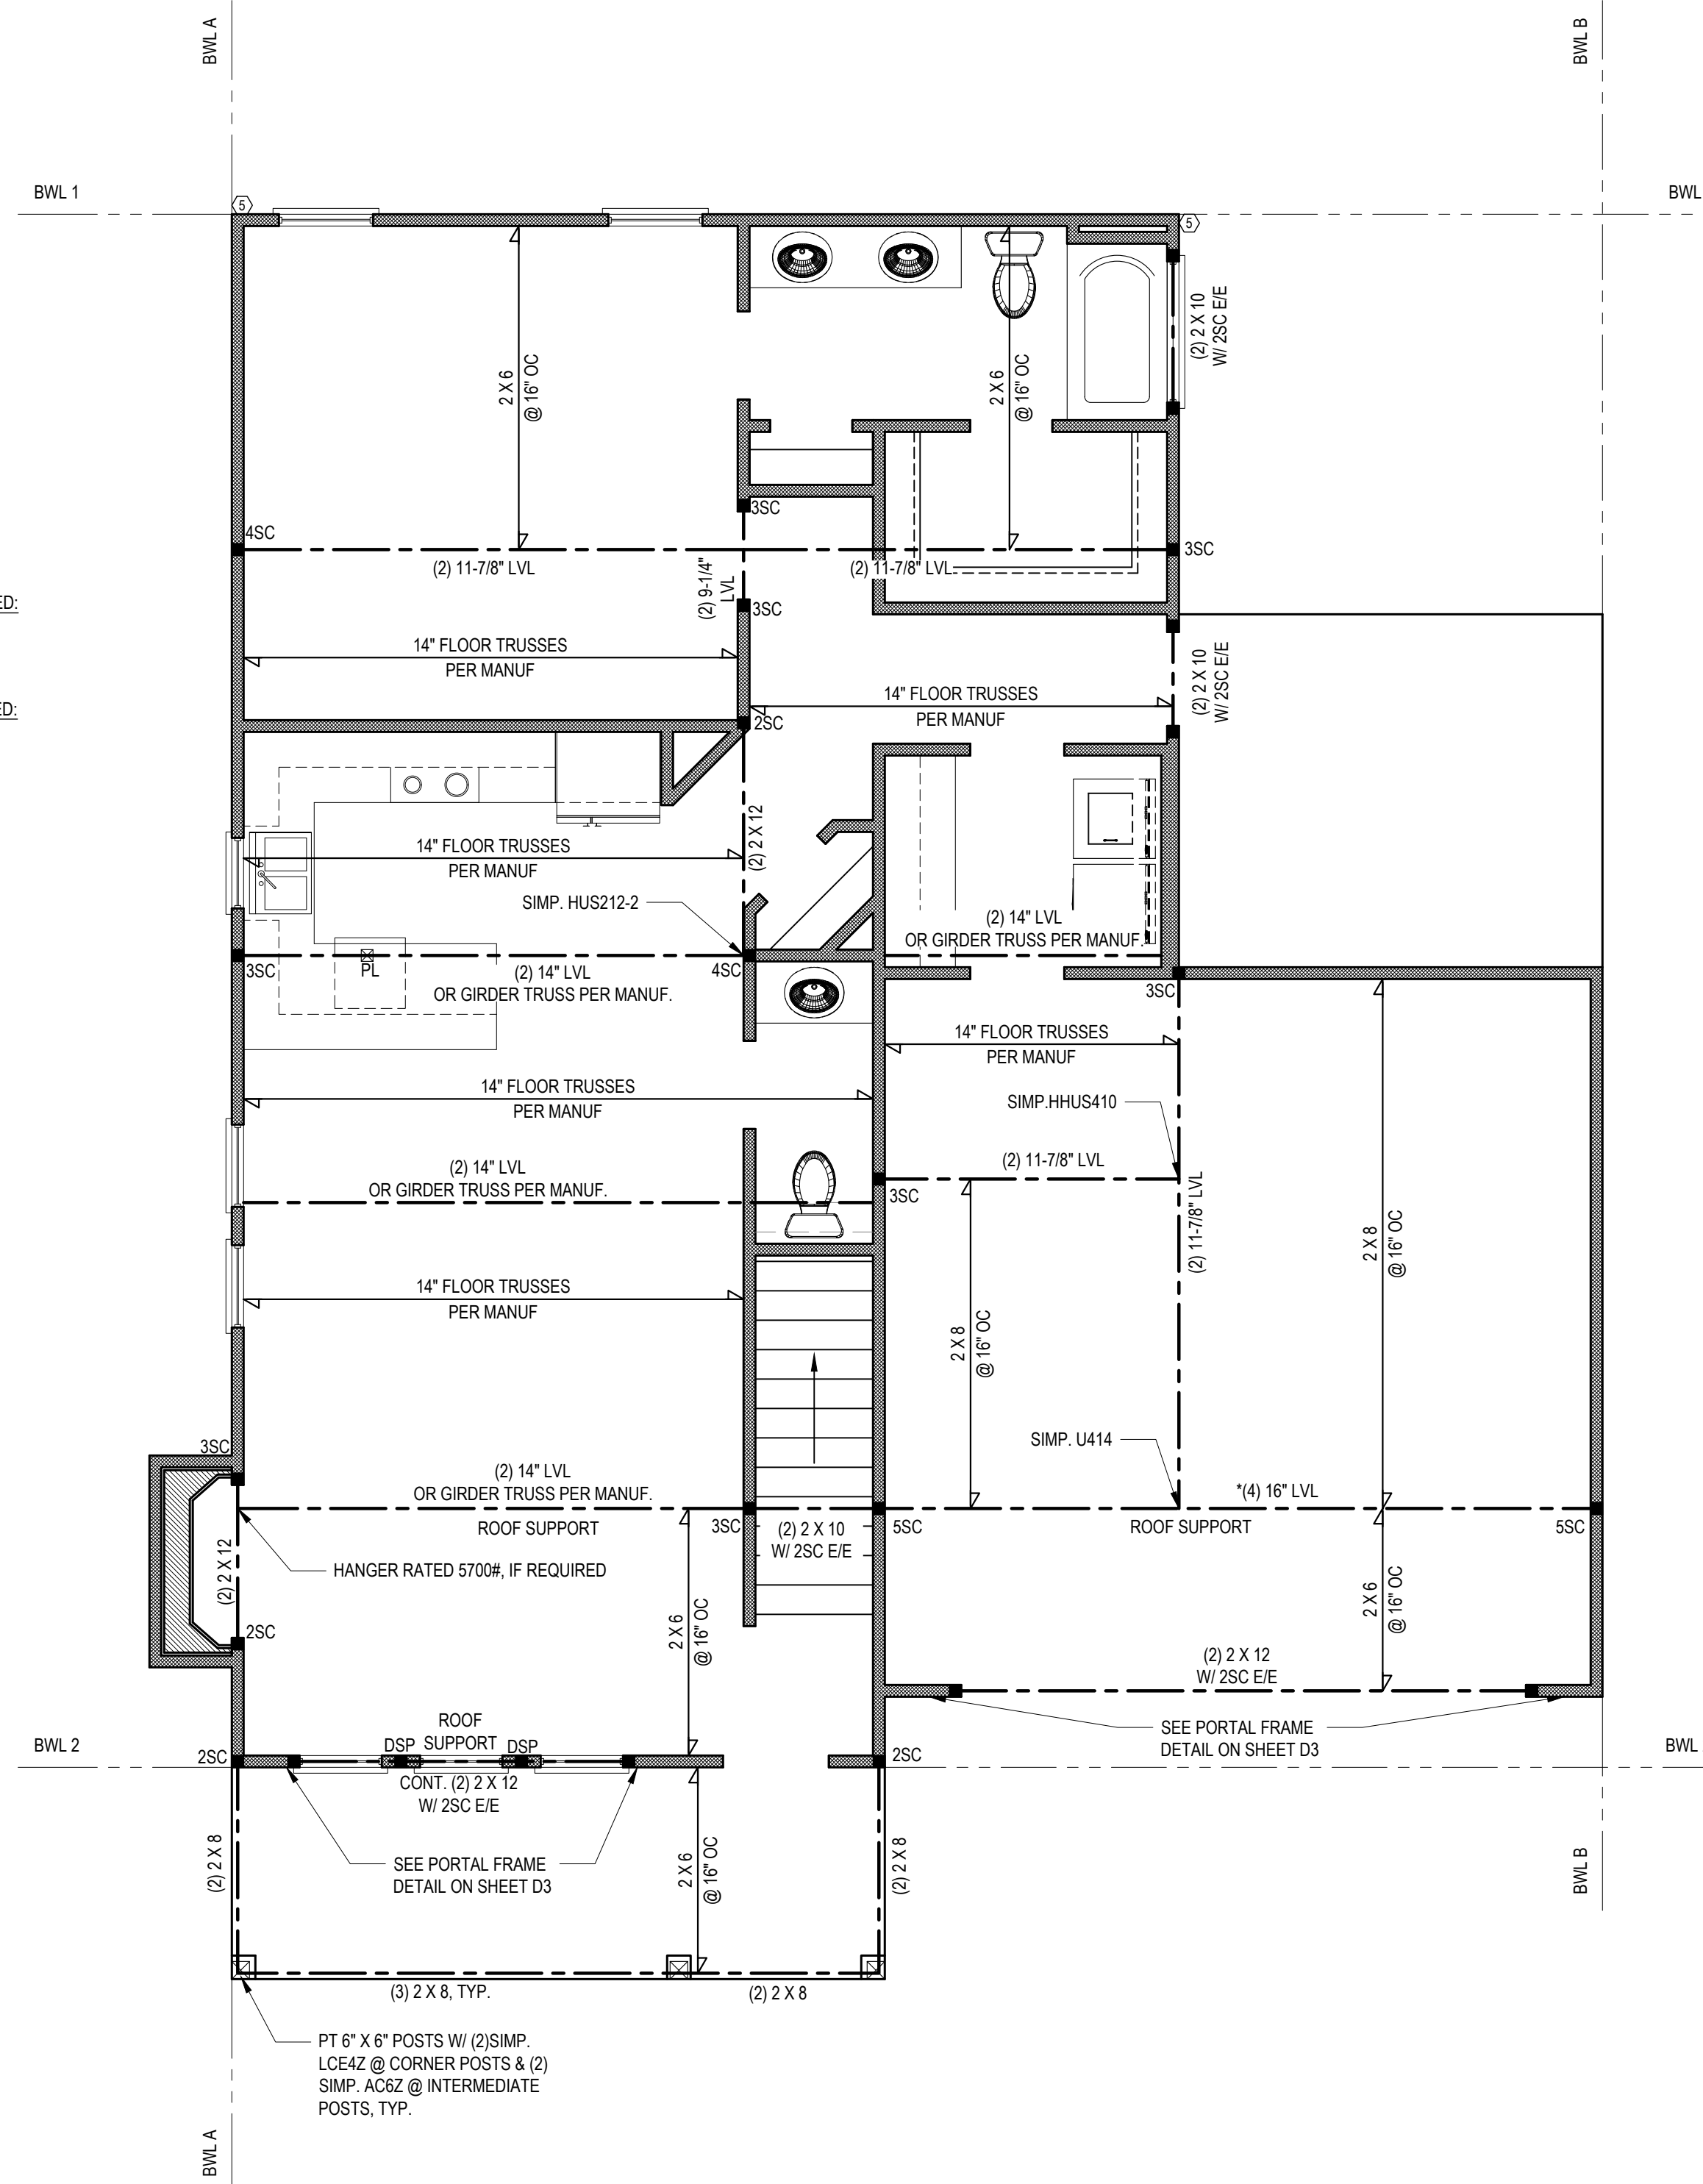 BWL A
BWL B
BWL 1
BWL
5
5
2 X 6
@ 16" OC
2 X 6
@ 16" OC
(2) 2 X 10
W/ 2SC E/E
3SC
4SC
3SC
(2) 11-7/8" LVL
(2) 11-7/8" LVL
(2) 9-1/4"
LVL
3SC
ED:
14" FLOOR TRUSSES
PER MANUF
(2) 2 X 10
W/ 2SC E/E
14" FLOOR TRUSSES
PER MANUF
ED:
2SC
14" FLOOR TRUSSES
PER MANUF
(2) 2 X 12
SIMP. HUS212-2
(2) 14" LVL
OR GIRDER TRUSS PER MANUF.
3SC
PL
4SC
(2) 14" LVL
OR GIRDER TRUSS PER MANUF.
3SC
14" FLOOR TRUSSES
PER MANUF
14" FLOOR TRUSSES
PER MANUF
SIMP.HHUS410
(2) 14" LVL
OR GIRDER TRUSS PER MANUF.
(2) 11-7/8" LVL
3SC
(2) 11-7/8" LVL
2 X 8
@ 16" OC
14" FLOOR TRUSSES
PER MANUF
2 X 8
@ 16" OC
3SC
SIMP. U414
(2) 14" LVL
OR GIRDER TRUSS PER MANUF.
*(4) 16" LVL
3SC
ROOF SUPPORT
(2) 2 X 10
W/ 2SC E/E
5SC
ROOF SUPPORT
5SC
(2) 2 X 12
HANGER RATED 5700#, IF REQUIRED
2SC
2 X 6
@ 16" OC
2 X 6
@ 16" OC
(2) 2 X 12
W/ 2SC E/E
ROOF
SUPPORT
DSP
DSP
SEE PORTAL FRAME
DETAIL ON SHEET D3
BWL 2
2SC
2SC
BWL
CONT. (2) 2 X 12
W/ 2SC E/E
(2) 2 X 8
SEE PORTAL FRAME
DETAIL ON SHEET D3
2 X 6
@ 16" OC
(2) 2 X 8
BWL B
(3) 2 X 8, TYP.
(2) 2 X 8
PT 6" X 6" POSTS W/ (2)SIMP.
LCE4Z @ CORNER POSTS & (2)
SIMP. AC6Z @ INTERMEDIATE
POSTS, TYP.
BWL A